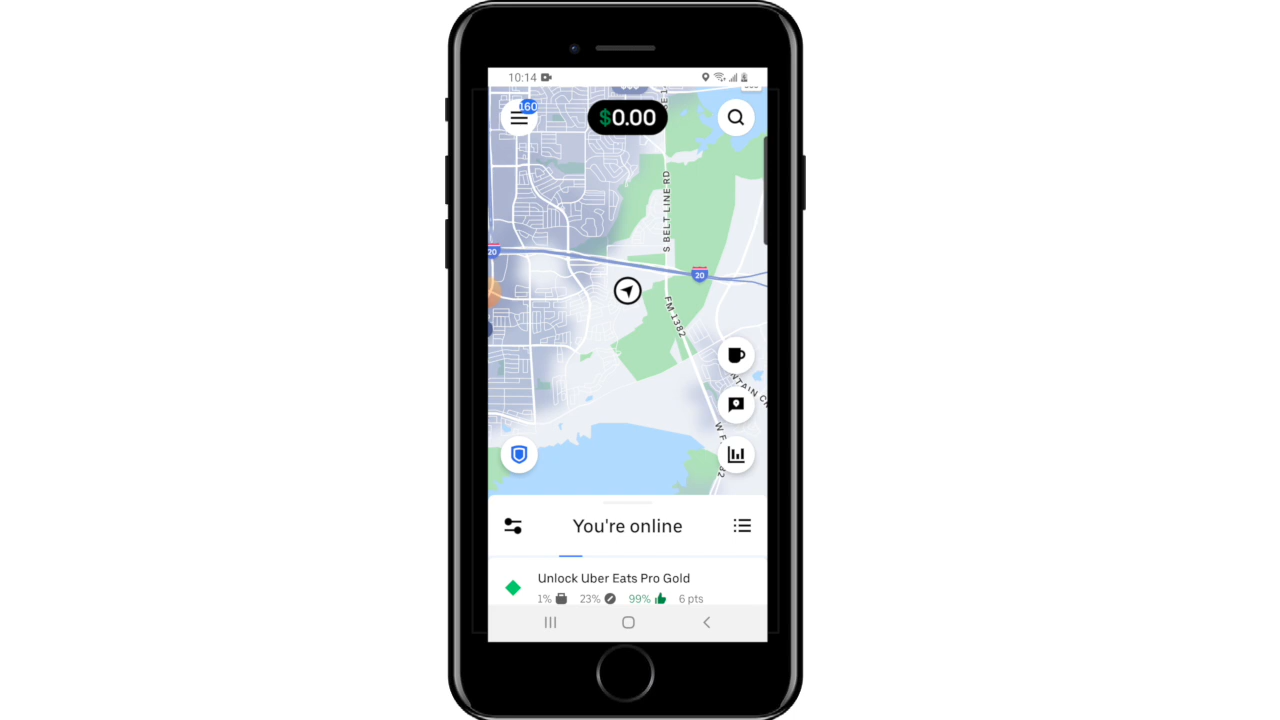 10:14
160
$0.00
S BELT LINE RD
20
20
FM 1382
You're online
Unlock Uber Eats Pro Gold
1% 23% 99% 6 pts